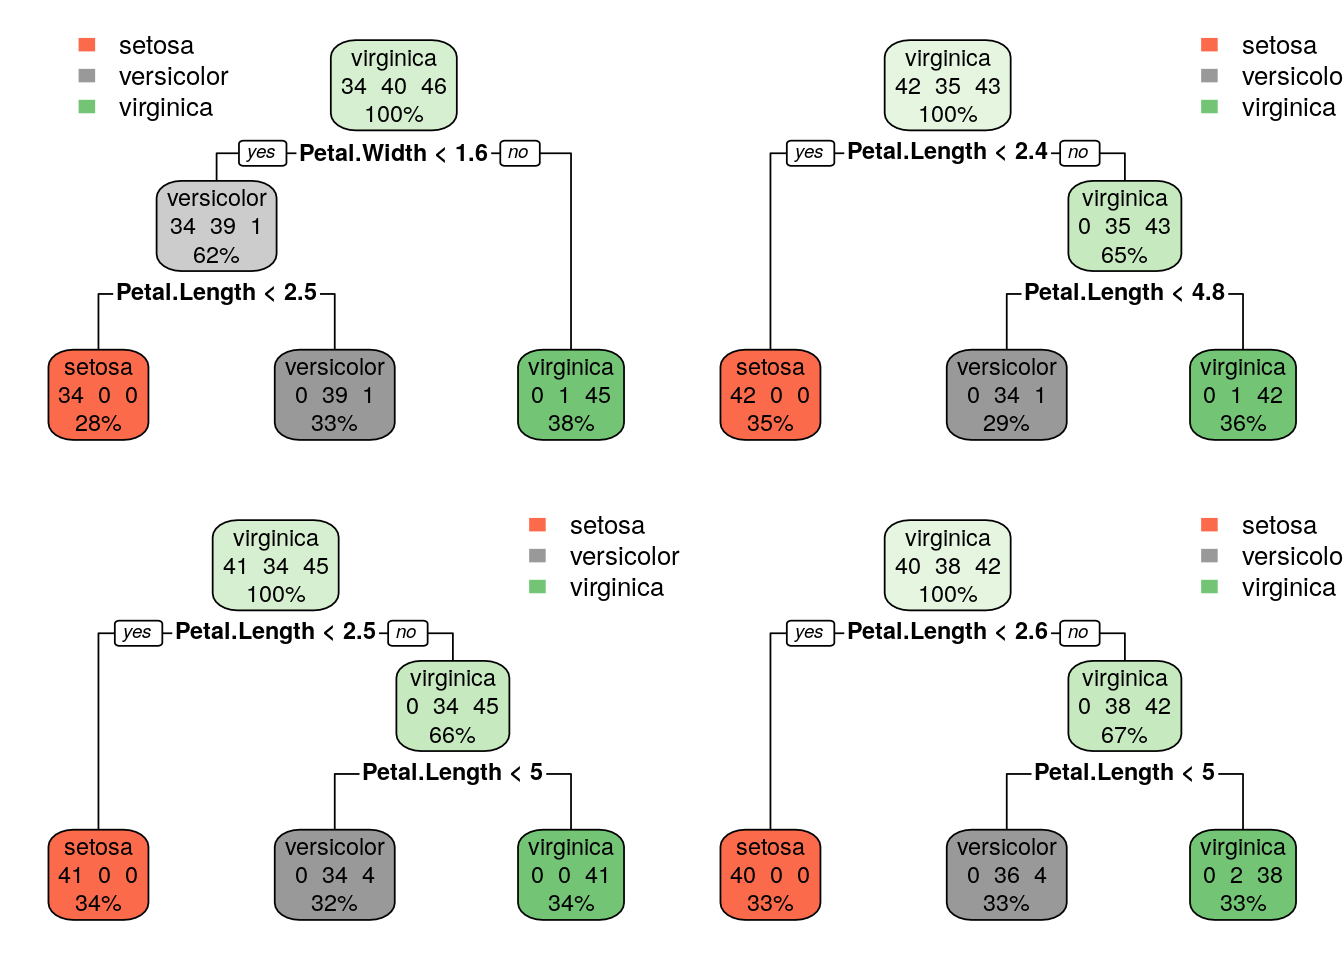 setosa
versicolor
virginica
virginica
34 40 46
100%
yes Petal.Width < 1.6 no
versicolor
34 39 1
62%
Petal.Length < 2.5
setosa
34 0 0
28%
versicolor
0 39 1
33%
virginica
0 1 45
38%
virginica
42 35 43
100%
setosa
versicolo
virginica
yes Petal.Length < 2.4 no
virginica
0 35 43
65%
Petal.Length < 4.8
setosa
42 0 0
35%
versicolor
0 34 1
29%
virginica
0 1 42
36%
virginica
41 34 45
100%
setosa
versicolor
virginica
yes Petal.Length < 2.5 no
virginica
0 34 45
66%
Petal.Length < 5
setosa
41 0 0
34%
versicolor
0 34 4
32%
virginica
0 0 41
34%
virginica
40 38 42
100%
setosa
versicolo
virginica
yes Petal.Length < 2.6 no
virginica
0 38 42
67%
Petal.Length < 5
setosa
40 0 0
33%
versicolor
0 36 4
33%
virginica
0 2 38
33%